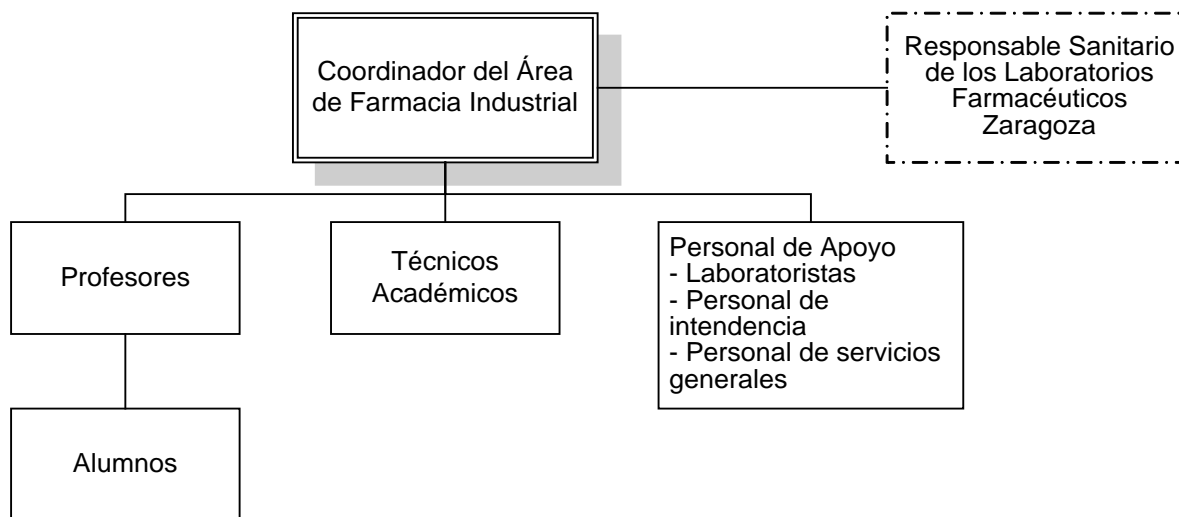 Coordinador del Área
de Farmacia Industrial
Responsable Sanitario
de los Laboratorios
Farmacéuticos
Zaragoza
Profesores
Técnicos
Académicos
Personal de Apoyo
- Laboratoristas
- Personal de
intendencia
- Personal de servicios
generales
Alumnos